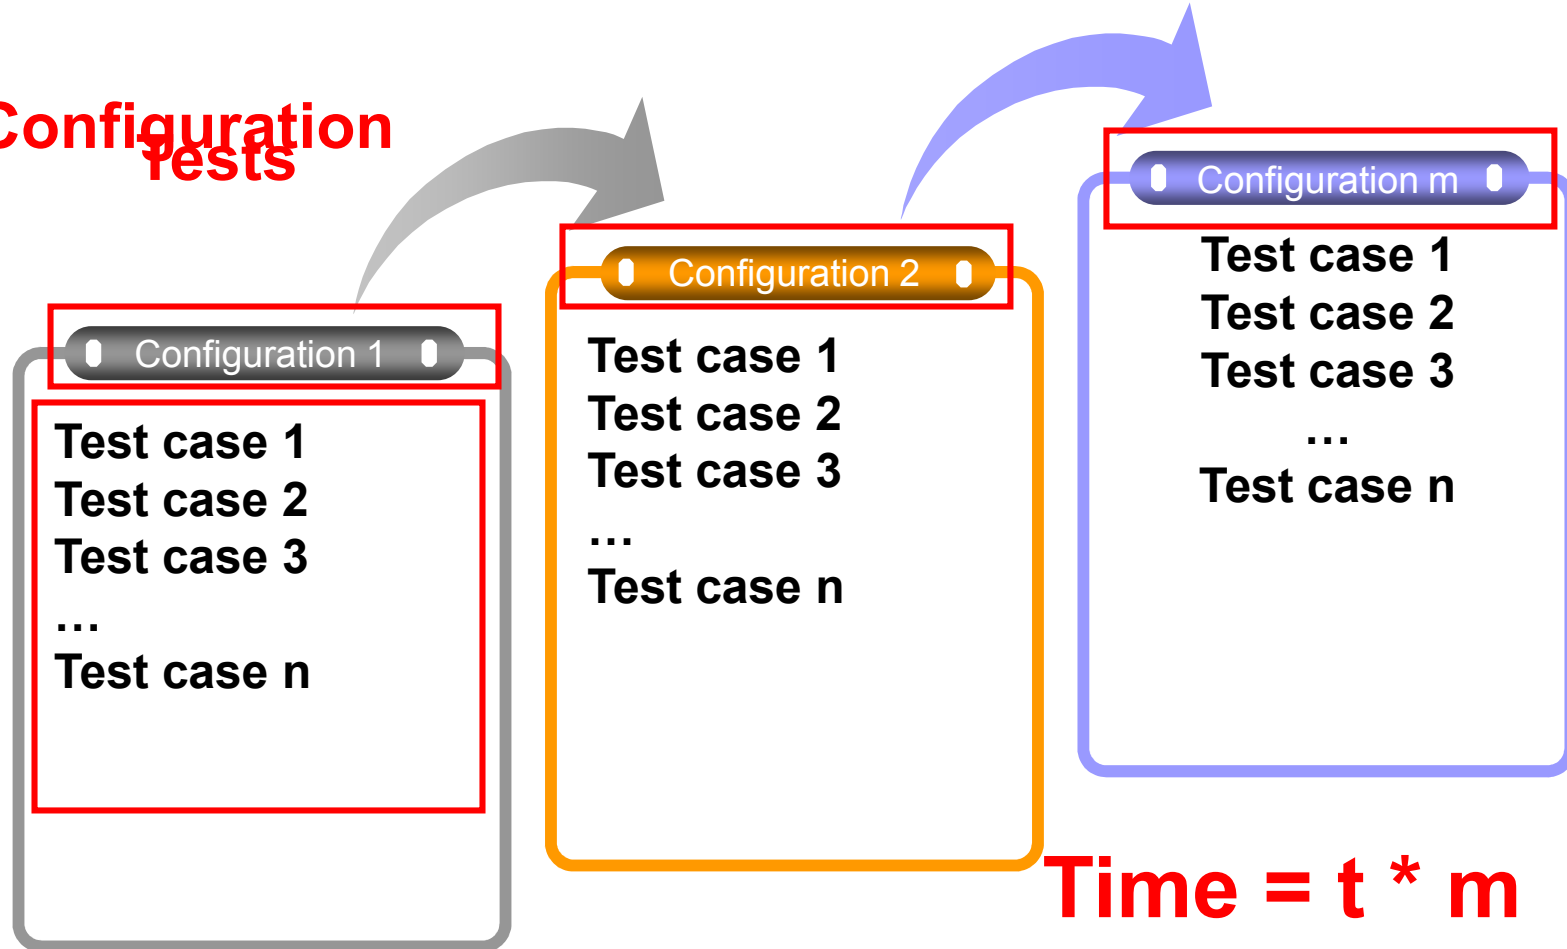 Configuration
Tests
Configuration 1
Test case 1
Test case 2
Test case 3
…
Test case n
Configuration 2
Test case 1
Test case 2
Test case 3
…
Test case n
Configuration m
Test case 1
Test case 2
Test case 3
…
Test case n
Time = t * m